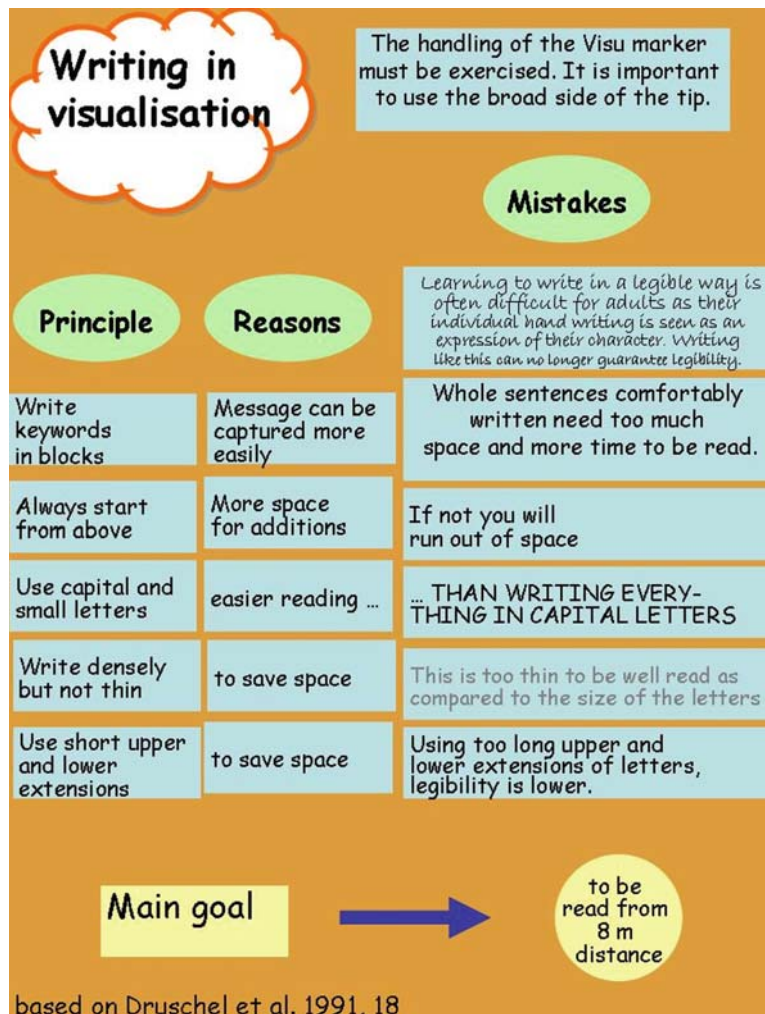 Writing in
visualisation
The handling of the Visu marker
must be exercised. It is important
to use the broad side of the tip.
Mistakes
Principle
Reasons
Learning to write in a legible way is
often difficult for adults as their
individual hand writing is seen as an
expression of their character. Writing
like this can no longer guarantee legibility.
Write
keywords
in blocks
Message can be
captured more
easily
Whole sentences comfortably
written need too much
space and more time to be read.
Always start
from above
More space
for additions
If not you will
run out of space
Use capital and
small letters
easier reading ...
... THAN WRITING EVERY-
THING IN CAPITAL LETTERS
Write densely
but not thin
to save space
This is too thin to be well read as
compared to the size of the letters
Use short upper
and lower
extensions
to save space
Using too long upper and
lower extensions of letters,
legibility is lower.
Main goal
to be
read from
8 m
distance
based on Druschel et al. 1991, 18